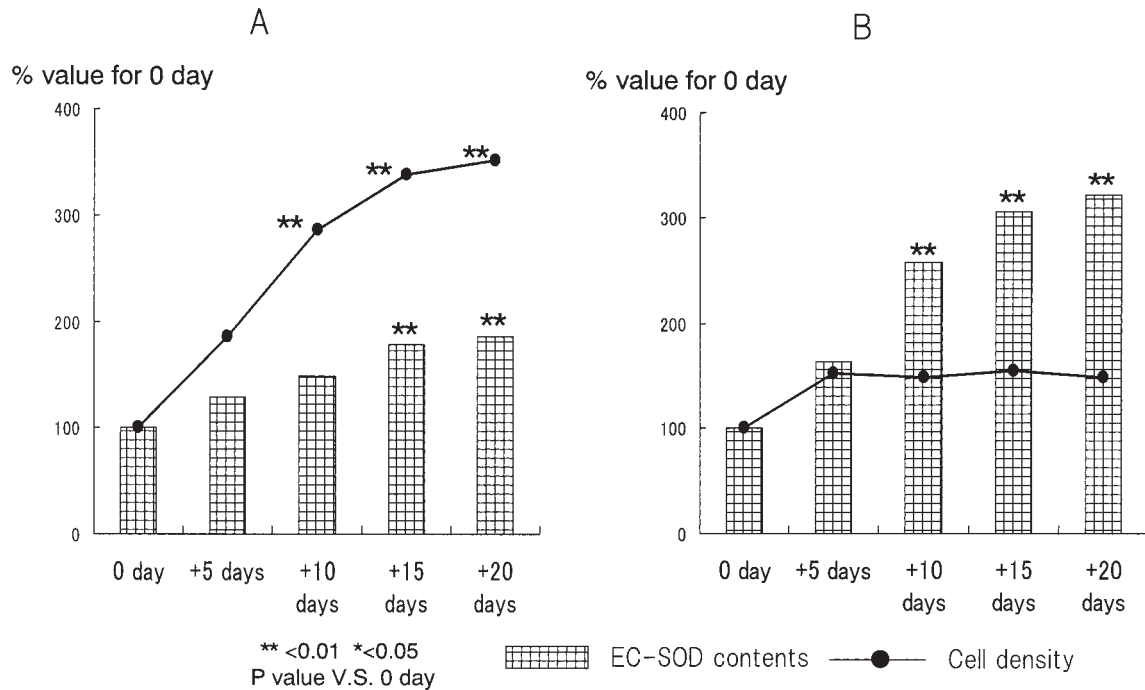 A
% value for 0 day
400
300
200
100
0
**
**
**
**
**
0 day
+5 days
+10
days
+15
days
+20
days
B
% value for 0 day
400
300
200
100
0
**
**
**
0 day
+5 days
+10
days
+15
days
+20
days
** <0.01 *<0.05
P value V.S. 0 day
EC-SOD contents
Cell density